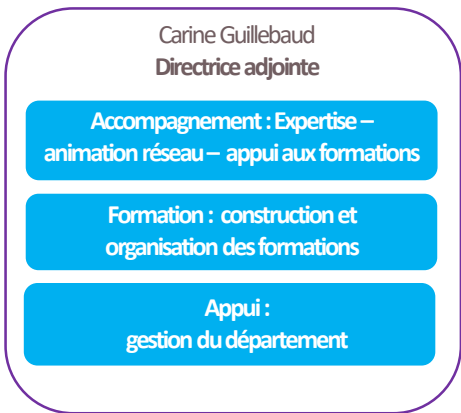 Carine Guillebaud
Directrice adjointe
Accompagnement : Expertise –
animation réseau – appui aux formations
Formation : construction et
organisation des formations
Appui :
gestion du département